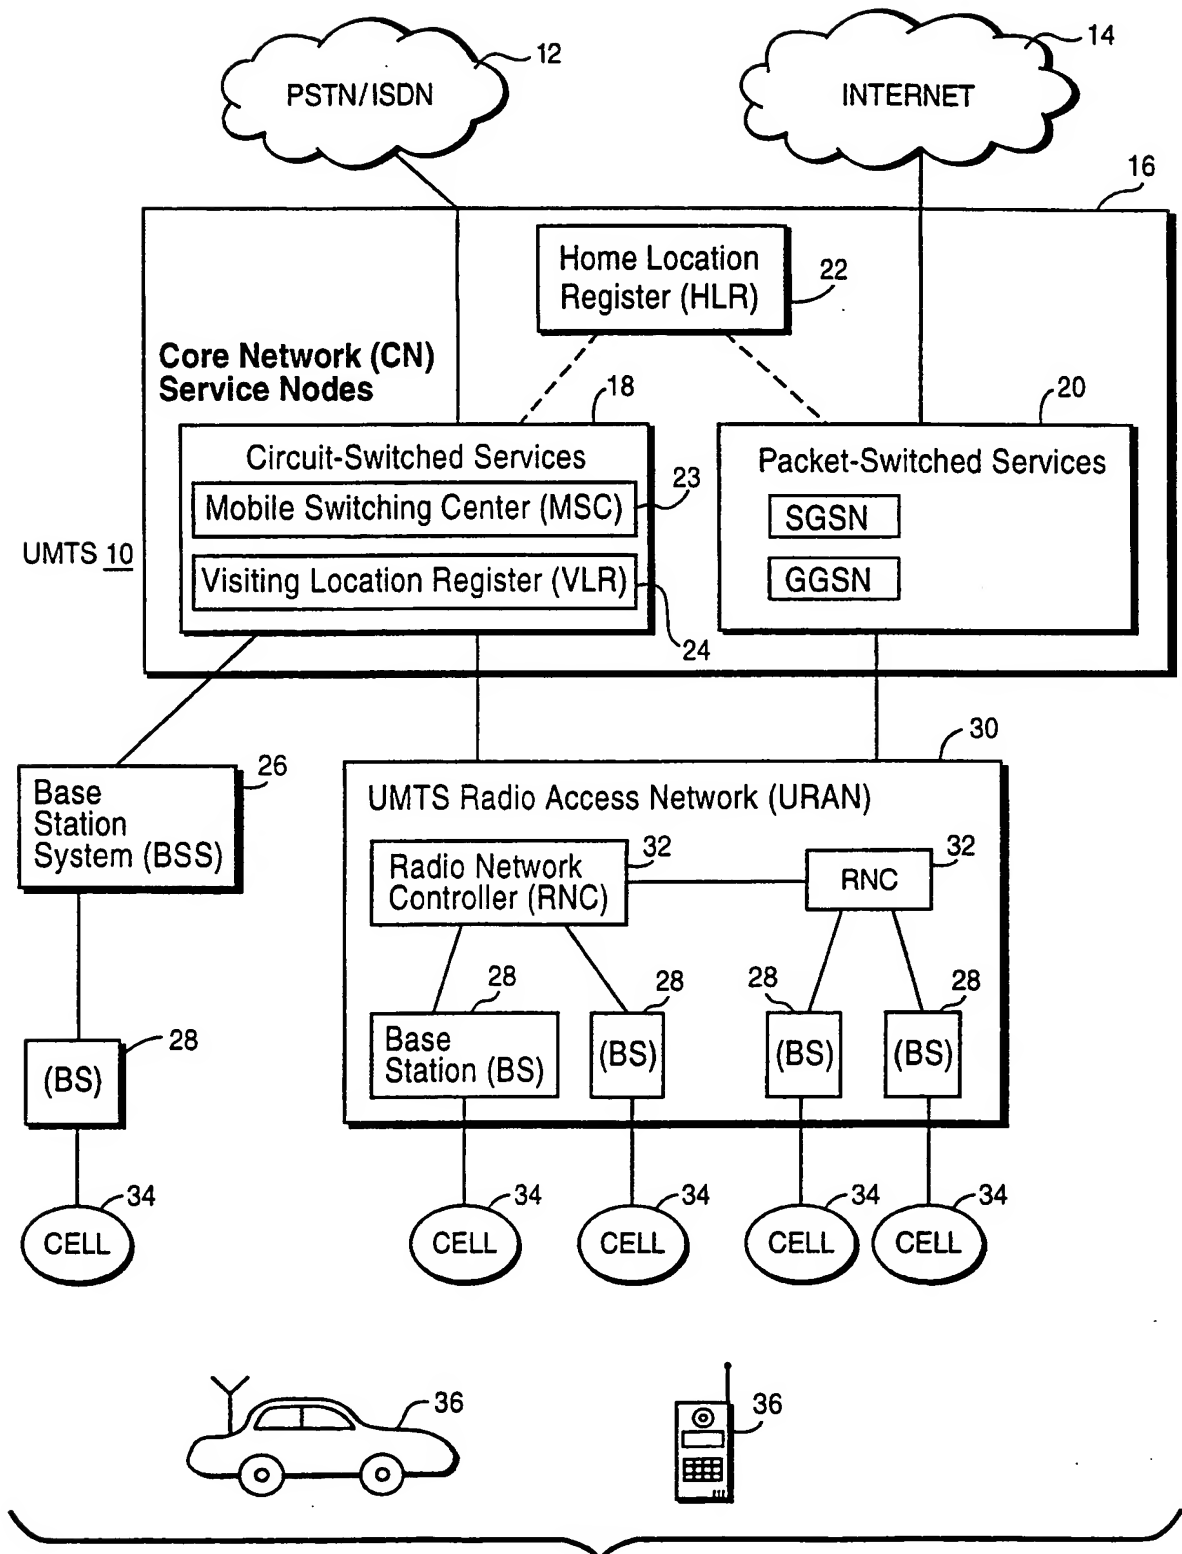 12
14
PSTN/ISDN
INTERNET
16
Home Location
Register (HLR)
22
Core Network (CN)
Service Nodes
18
20
Circuit-Switched Services
Packet-Switched Services
23
Mobile Switching Center (MSC)
SGSN
UMTS 10
Visiting Location Register (VLR)
GGSN
24
30
26
Base
Station
System (BSS)
UMTS Radio Access Network (URAN)
32
32
Radio Network
Controller (RNC)
RNC
28
28
28
28
28
(BS)
Base
Station (BS)
(BS)
(BS)
(BS)
34
34
34
34
34
CELL
CELL
CELL
CELL
CELL
36
36